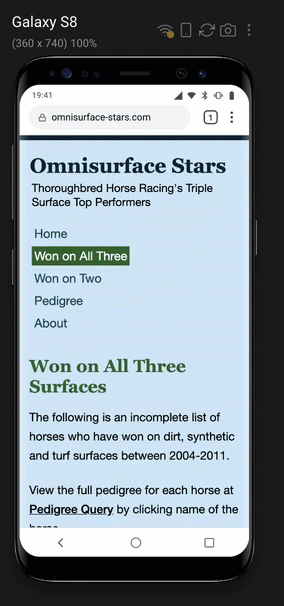 Galaxy S8
(360 x 740) 100%
19:41
omnisurface-stars.com
1
Omnisurface Stars
Thoroughbred Horse Racing's Triple
Surface Top Performers
Home
Won on All Three
Won on Two
Pedigree
About
Won on All Three
Surfaces
The following is an incomplete list of
horses who have won on dirt, synthetic
and turf surfaces between 2004-2011.
View the full pedigree for each horse at
Pedigree Query by clicking name of the
horse.